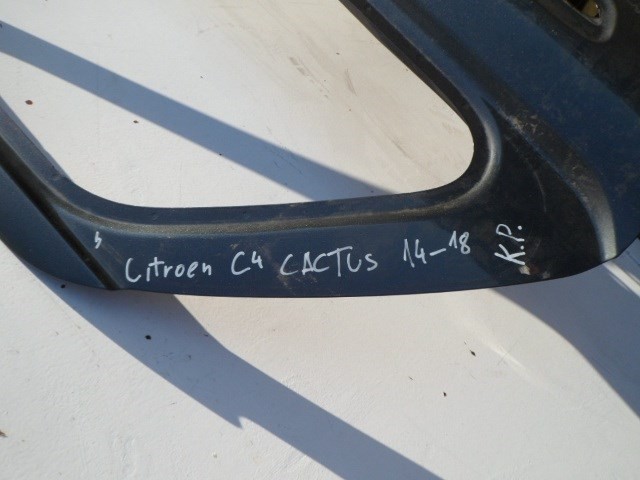 Citroen C4 CACTUS 14-18 K.P.